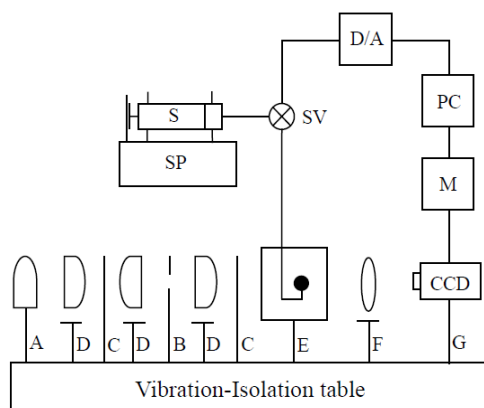 D/A
PC
S
SV
SP
M
CCD
A D C D B D C E F G
Vibration-Isolation table